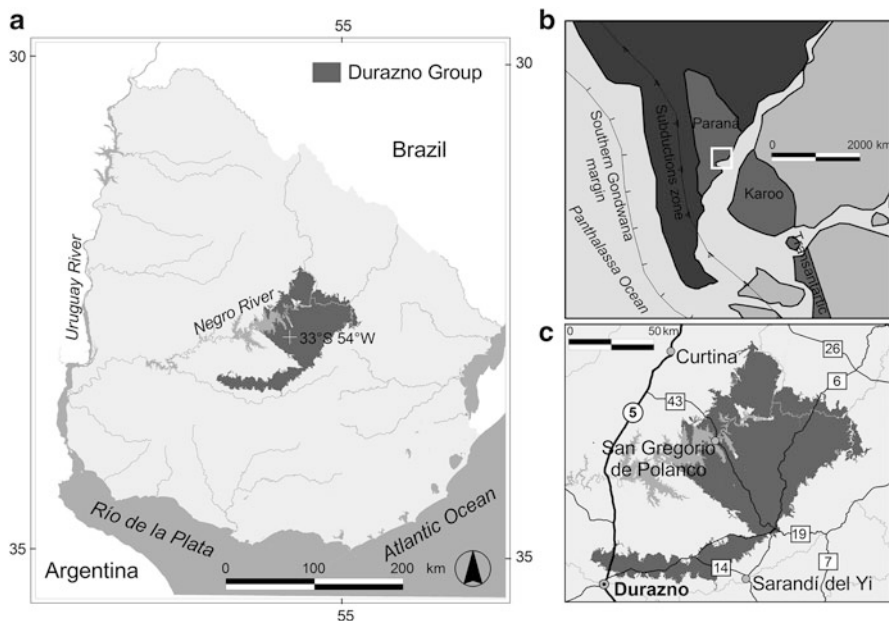 a
55
30
30
Durazno Group
Brazil
Uruguay River
Negro River
33°S 54°W
35
35
Río de la Plata
Atlantic Ocean
Argentina
0 100 200 km
55
b
Parana
Subductions zone
Southern Gondwana
margin
Panthalassa Ocean
0 2000 km
Karoo
Transantartic
c
0 50 km
Curtina
26
6
43
5
San Gregorio
de Polanco
19
14
7
Durazno
Sarandí del Yi